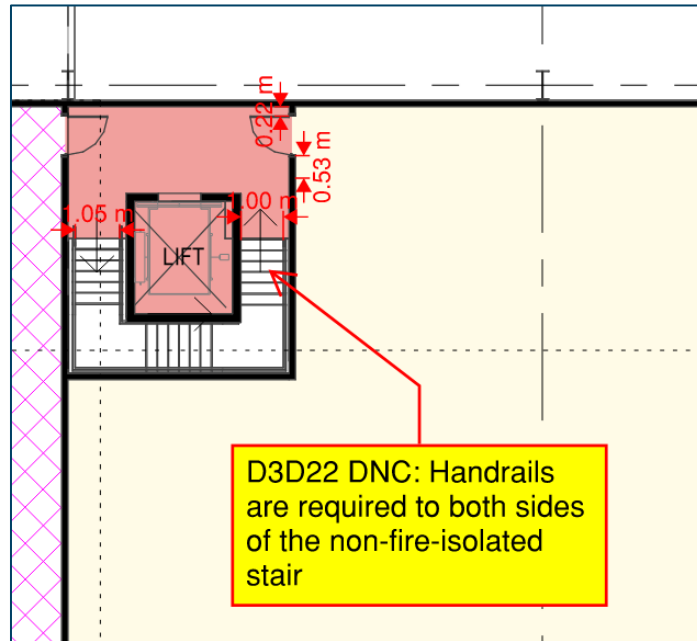 0.22 m
0.53 m
1.05 m
1.00 m
LIFT
D3D22 DNC: Handrails
are required to both sides
of the non-fire-isolated
stair